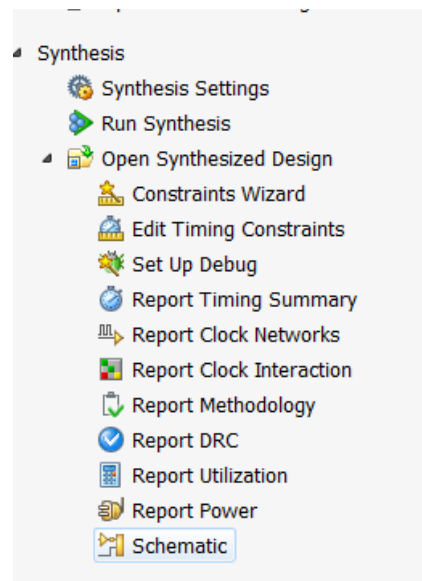 Synthesis
Synthesis Settings
Run Synthesis
Open Synthesized Design
Constraints Wizard
Edit Timing Constraints
Set Up Debug
Report Timing Summary
Report Clock Networks
Report Clock Interaction
Report Methodology
Report DRC
Report Utilization
Report Power
Schematic